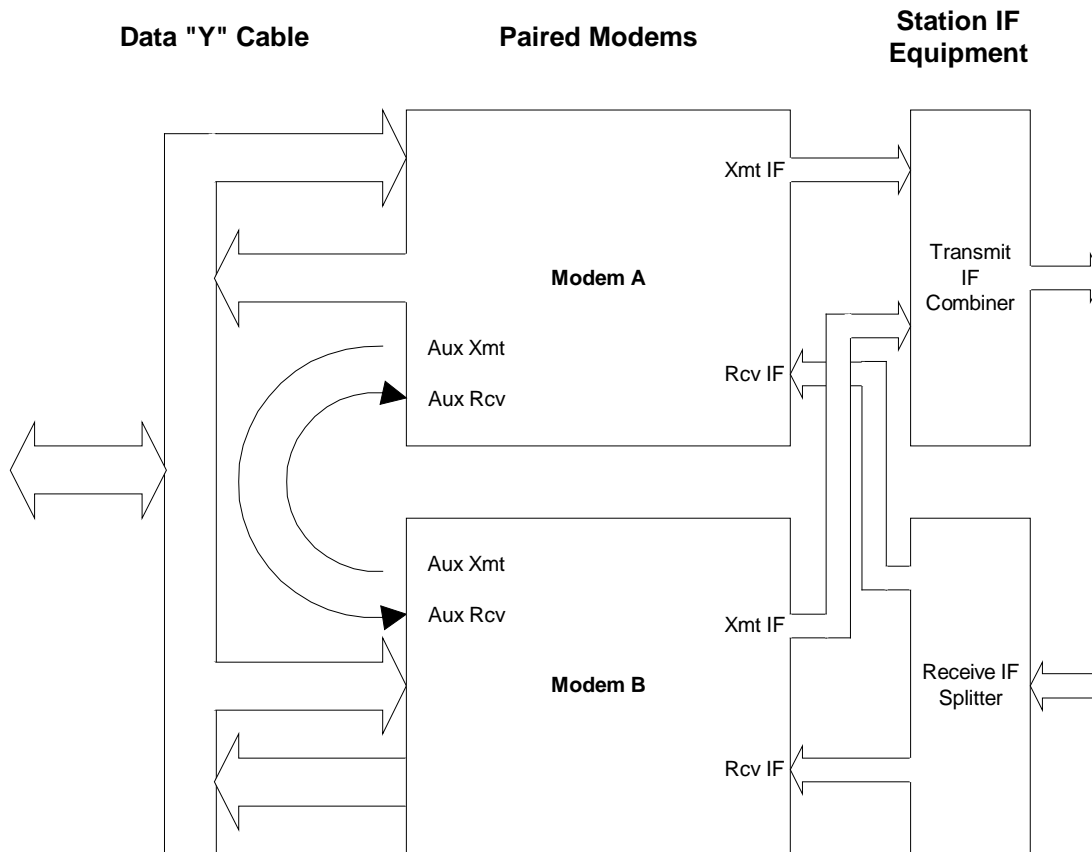 Data "Y" Cable
Paired Modems
Station IF
Equipment
Xmt IF
Modem A
Transmit
IF
Combiner
Aux Xmt
Rcv IF
Aux Rcv
Aux Xmt
Aux Rcv
Xmt IF
Modem B
Receive IF
Splitter
Rcv IF